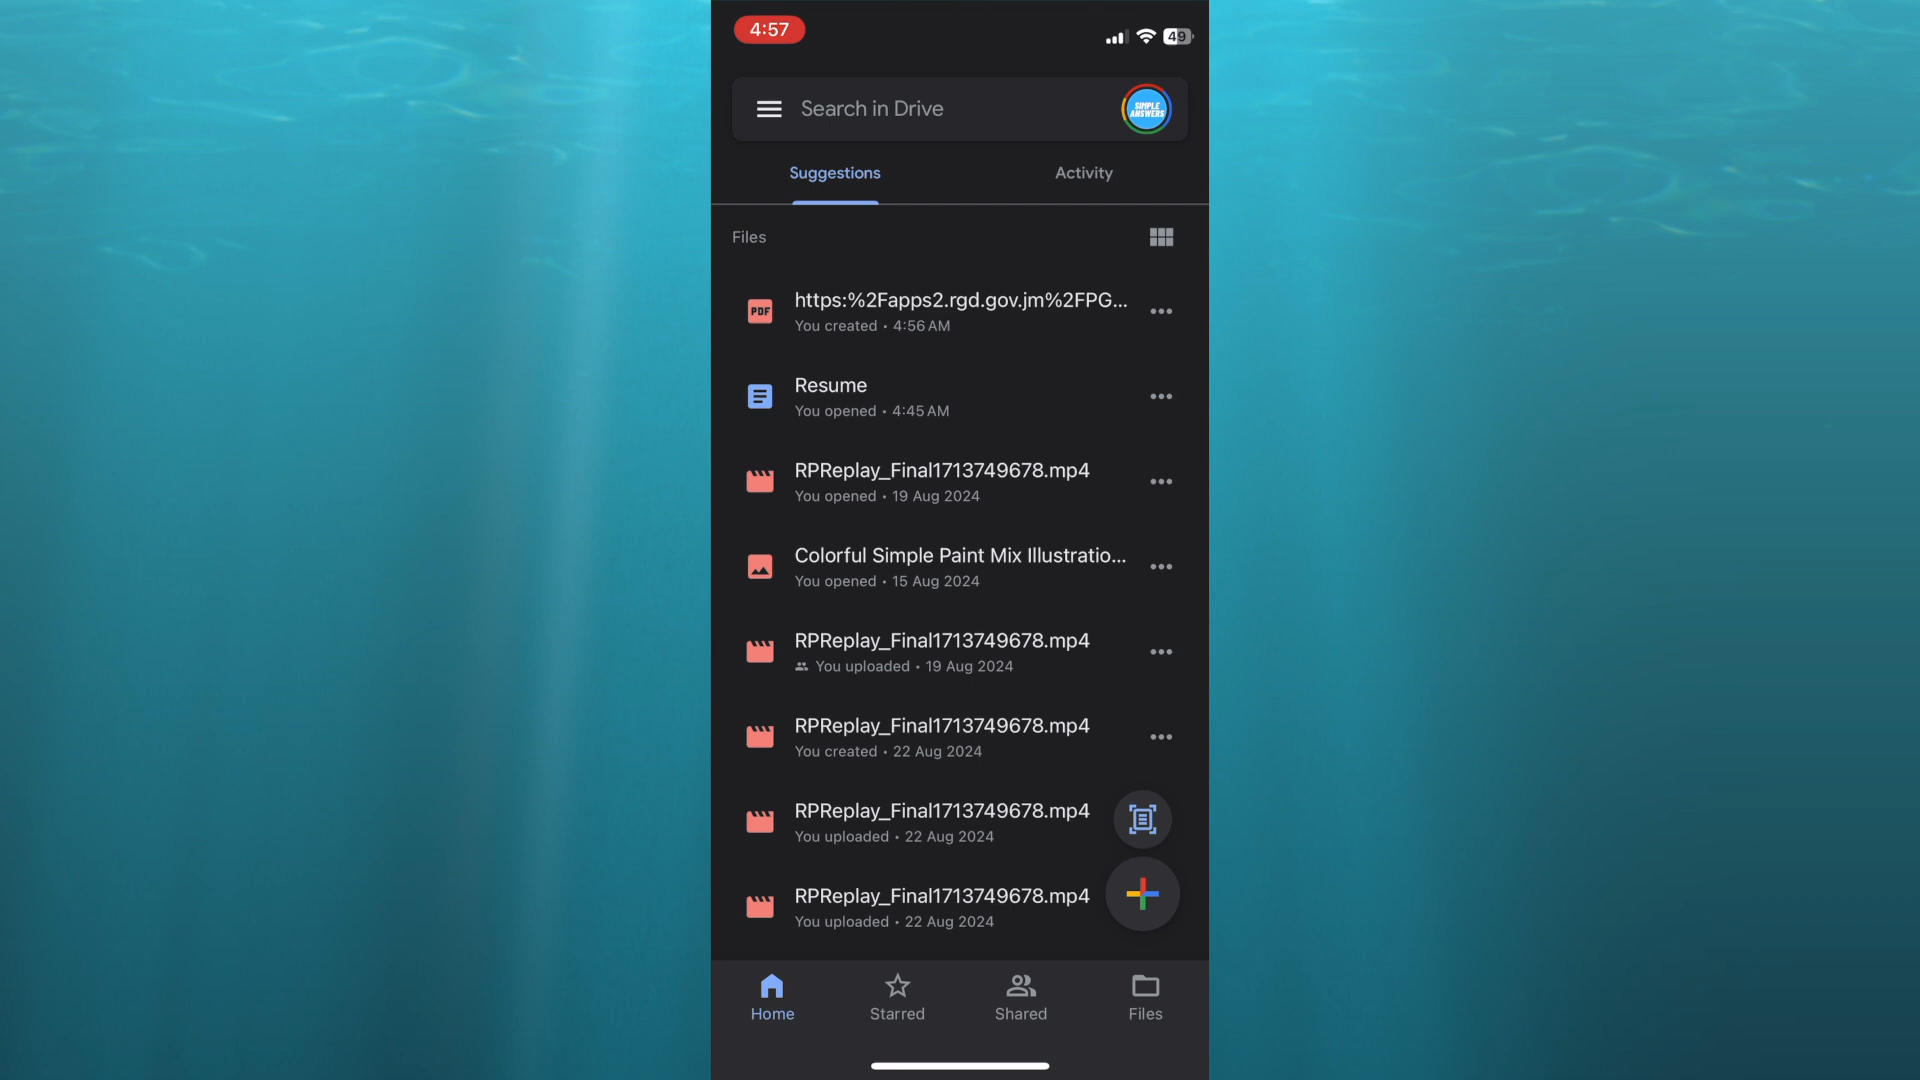 4:57
49
Search in Drive
SIMPLE
ANSWERS
Suggestions
Activity
Files
PDF
https:%2Fapps2.rgd.gov.jm%2FPG...
You created • 4:56 AM
Resume
You opened • 4:45 AM
RPReplay_Final1713749678.mp4
You opened • 19 Aug 2024
Colorful Simple Paint Mix Illustratio...
You opened • 15 Aug 2024
RPReplay_Final1713749678.mp4
You uploaded • 19 Aug 2024
RPReplay_Final1713749678.mp4
You created • 22 Aug 2024
RPReplay_Final1713749678.mp4
You uploaded • 22 Aug 2024
RPReplay_Final1713749678.mp4
You uploaded • 22 Aug 2024
Home
Starred
Shared
Files